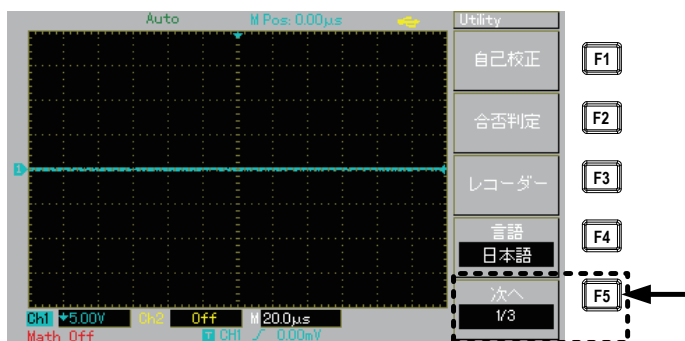 Auto M Pos: 0.00μs Utility
自己校正 F1
合否判定 F2
1
レコーダー F3
言語 F4
日本語
次へ F5
1/3
Ch1 5.00V Ch2 Off M 20.0μs
Math Off T CH1 0.00mV